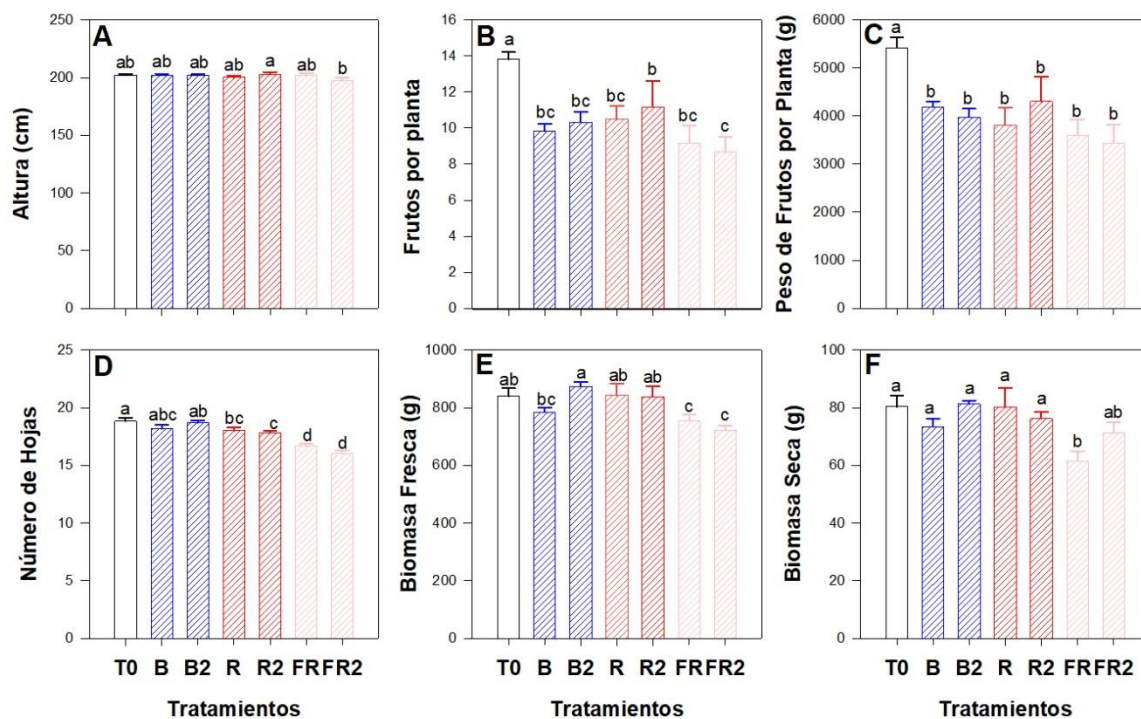 A
Altura (cm)
250
200
150
100
50
0
ab ab ab ab a ab b
B
Frutos por planta
16
14
12
10
8
6
4
2
0
a bc bc bc b bc c
C
Peso de Frutos por Planta (g)
6000
5000
4000
3000
2000
1000
0
a b b b b b b
D
Número de Hojas
25
20
15
10
5
0
a abc ab bc c d d
T0 B B2 R R2 FR FR2
Tratamientos
E
Biomasa Fresca (g)
1000
800
600
400
200
0
ab bc a ab ab c c
T0 B B2 R R2 FR FR2
Tratamientos
F
Biomasa Seca (g)
100
80
60
40
20
0
a a a a a b ab
T0 B B2 R R2 FR FR2
Tratamientos